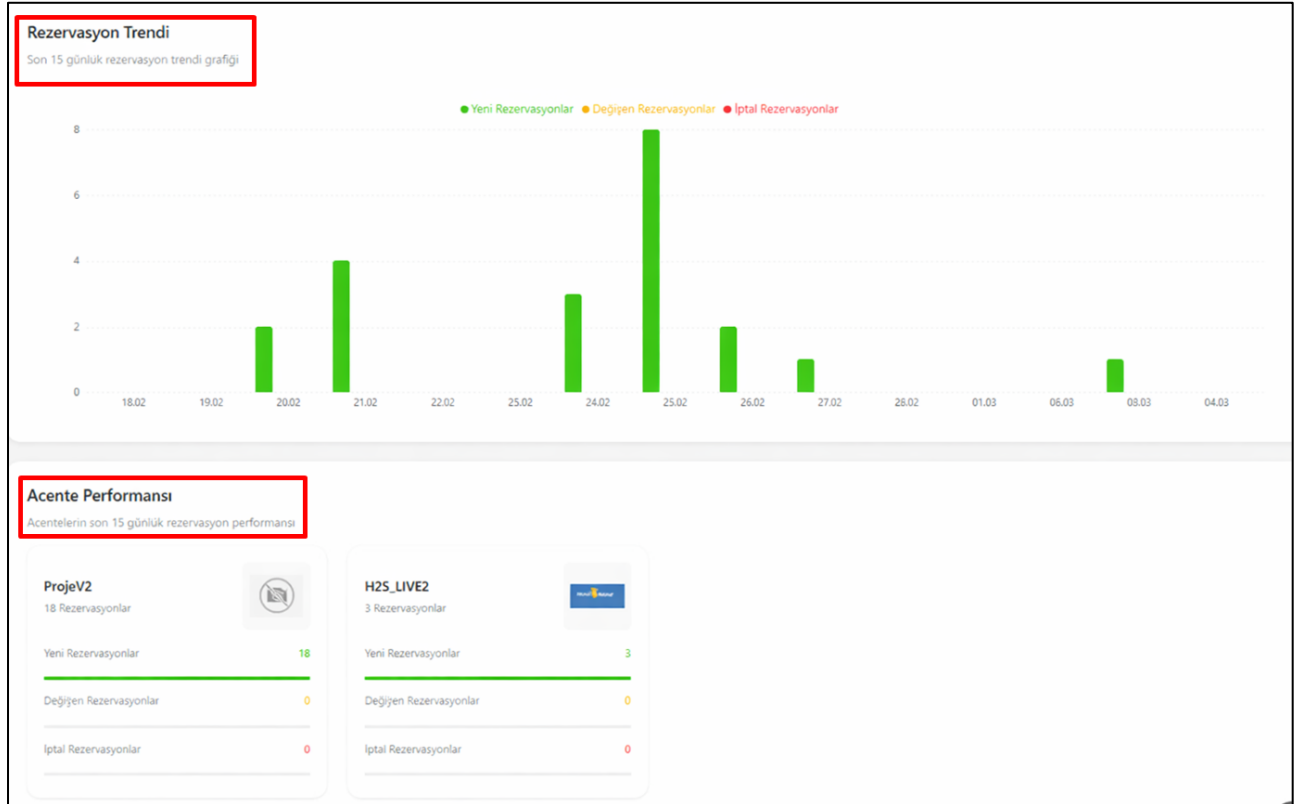 Rezervasyon Trendi
Son 15 günlük rezervasyon trendi grafiği
Yeni Rezervasyonlar Değişen Rezervasyonlar İptal Rezervasyonlar
8
6
4
2
0
18.02 19.02 20.02 21.02 22.02 25.02 24.02 25.02 26.02 27.02 28.02 01.03 06.03 03.03 04.03
Acente Performansı
Acentelerin son 15 günlük rezervasyon performansı
ProjeV2
18 Rezervasyonlar
Yeni Rezervasyonlar 18
Değişen Rezervasyonlar 0
İptal Rezervasyonlar 0
H2S_LIVE2
3 Rezervasyonlar
Yeni Rezervasyonlar 3
Değişen Rezervasyonlar 0
İptal Rezervasyonlar 0